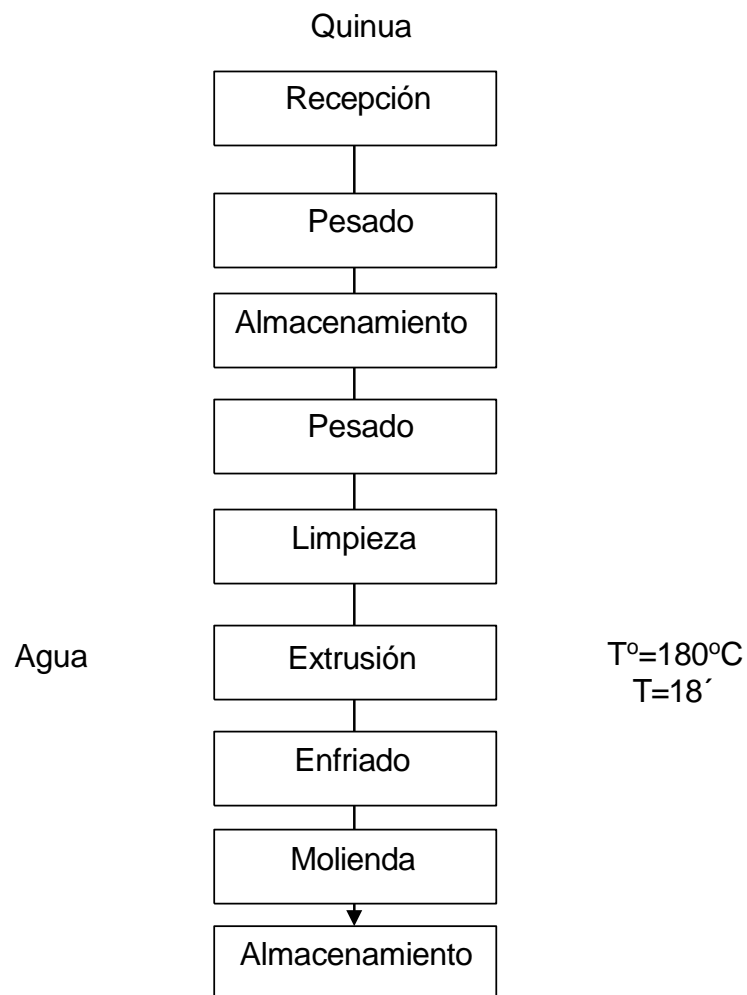 Quinua
Recepción
Pesado
Almacenamiento
Pesado
Limpieza
Agua
Extrusión
Tº=180ºC
T=18´
Enfriado
Molienda
Almacenamiento